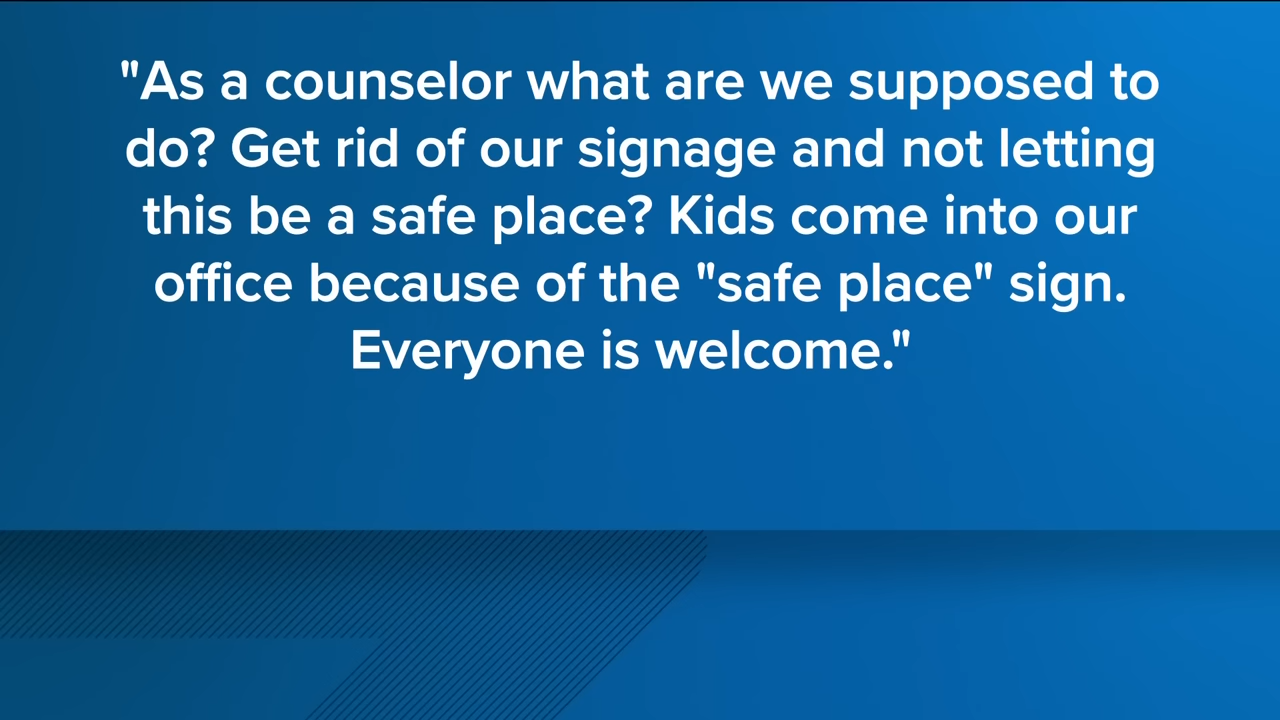 "As a counselor what are we supposed to
do? Get rid of our signage and not letting
this be a safe place? Kids come into our
office because of the "safe place" sign.
Everyone is welcome."